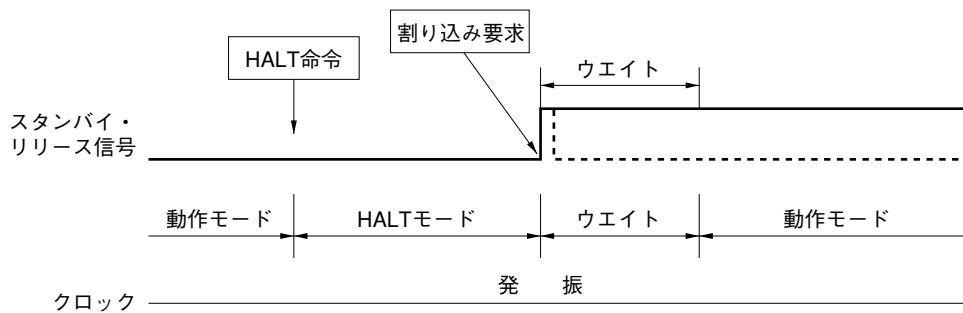 割り込み要求
HALT命令
ウエイト
スタンバイ・
リリース信号
動作モード
HALTモード
ウエイト
動作モード
発　振
クロック